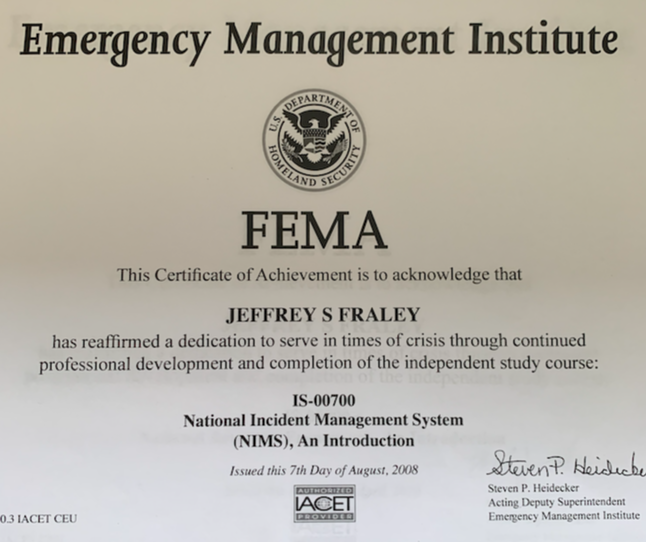 Emergency Management Institute
U.S. DEPARTMENT OF
HOMELAND SECURITY
FEMA
This Certificate of Achievement is to acknowledge that
JEFFREY S FRALEY
has reaffirmed a dedication to serve in times of crisis through continued
professional development and completion of the independent study course:
IS-00700
National Incident Management System
(NIMS), An Introduction
Issued this 7th Day of August, 2008
Steven P. Heidecke
Steven P. Heidecker
Acting Deputy Superintendent
Emergency Management Institute
AUTHORIZED
IACET
PROVIDER
0.3 IACET CEU